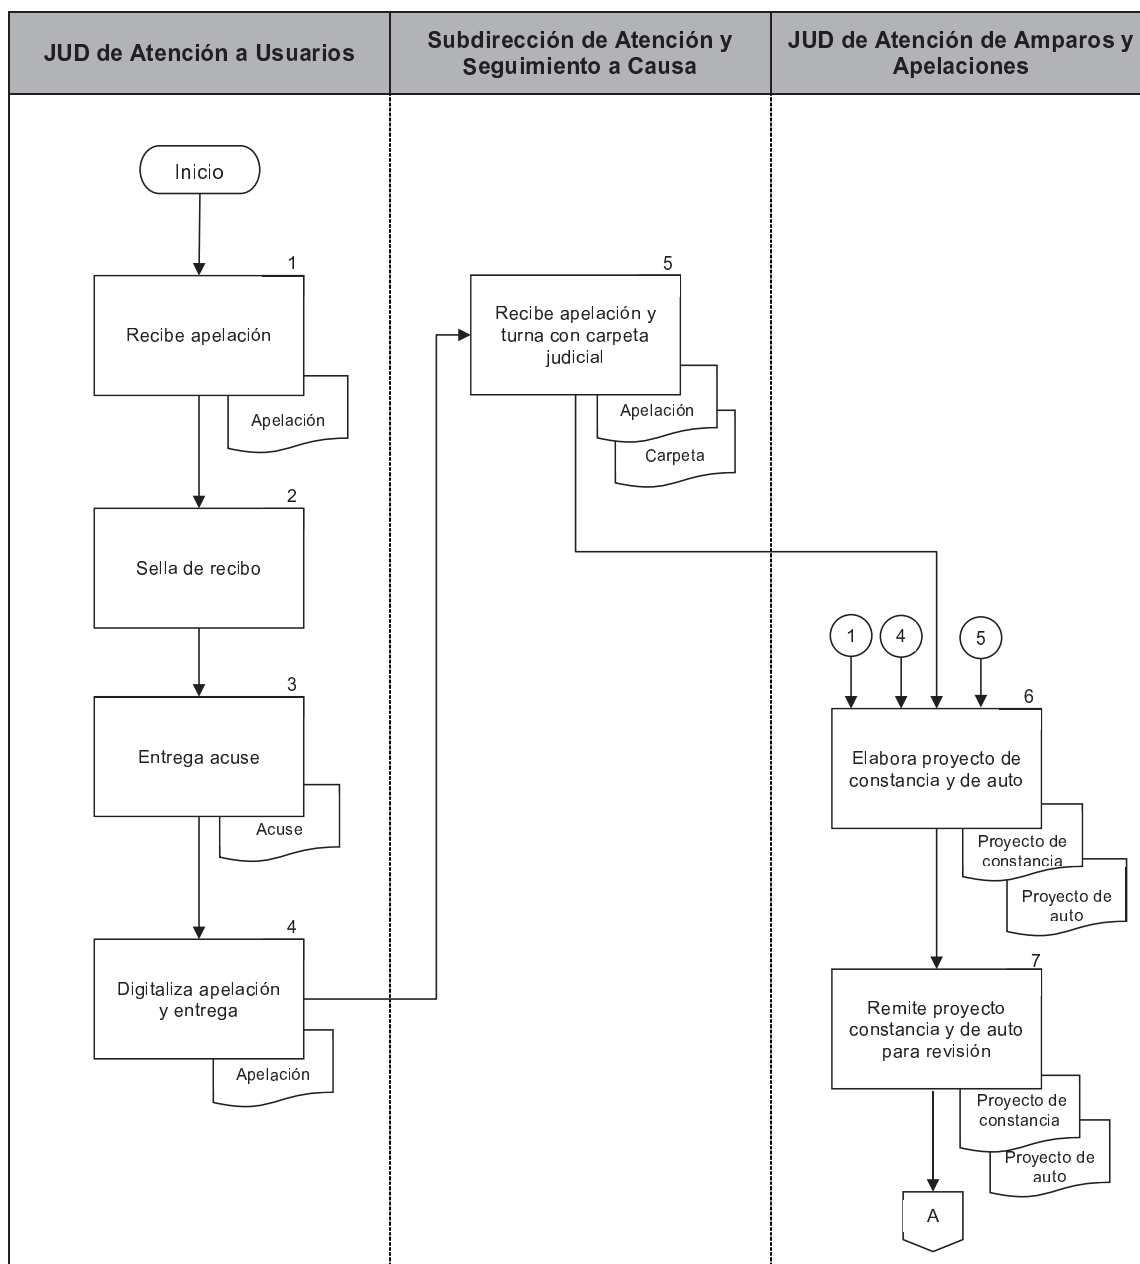 JUD de Atención a Usuarios
Subdirección de Atención y
Seguimiento a Causa
JUD de Atención de Amparos y
Apelaciones
Inicio
1
Recibe apelación
Apelación
2
Sella de recibo
3
Entrega acuse
Acuse
4
Digitaliza apelación
y entrega
Apelación
5
Recibe apelación y
turna con carpeta
judicial
Apelación
Carpeta
1
4
5
6
Elabora proyecto de
constancia y de auto
Proyecto de
constancia
Proyecto de
auto
7
Remite proyecto
constancia y de auto
para revisión
Proyecto de
constancia
Proyecto de
auto
A